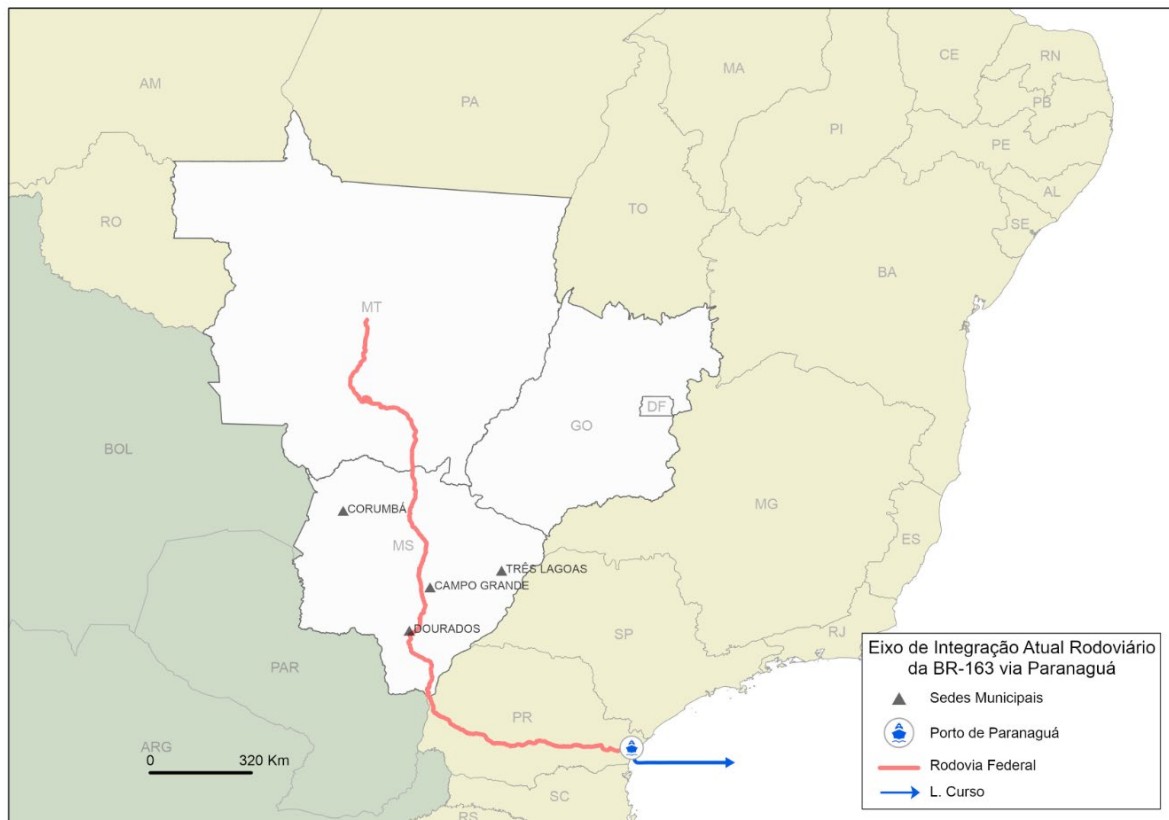 AM
PA
MA
CE
RN
PB
PI
PE
AL
SE
RO
TO
BA
MT
DF
GO
BOL
CORUMBÁ
MS
MG
ES
TRÊS LAGOAS
CAMPO GRANDE
DOURADOS
SP
RJ
PAR
PR
ARG
SC
RS
0 320 Km
Eixo de Integração Atual Rodoviário
da BR-163 via Paranaguá
Sedes Municipais
Porto de Paranaguá
Rodovia Federal
L. Curso